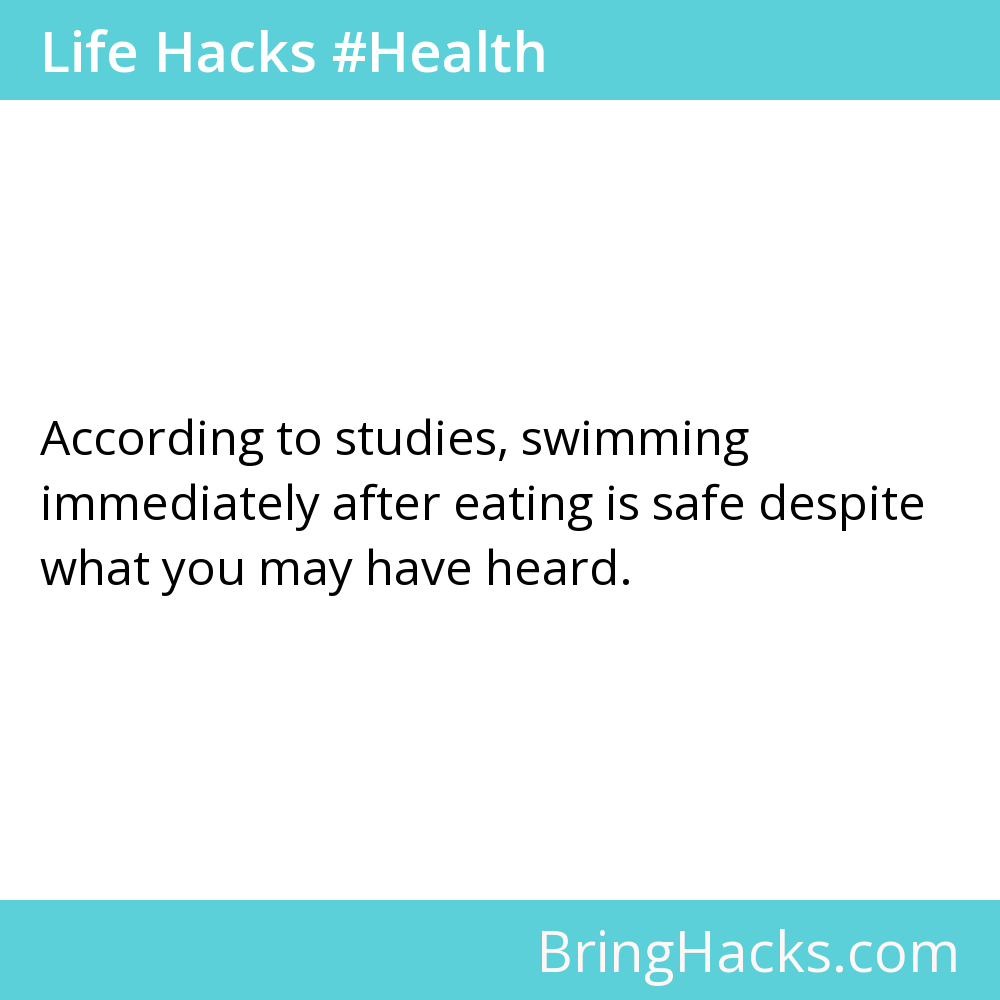 Life Hacks #Health
According to studies, swimming
immediately after eating is safe despite
what you may have heard.
BringHacks.com